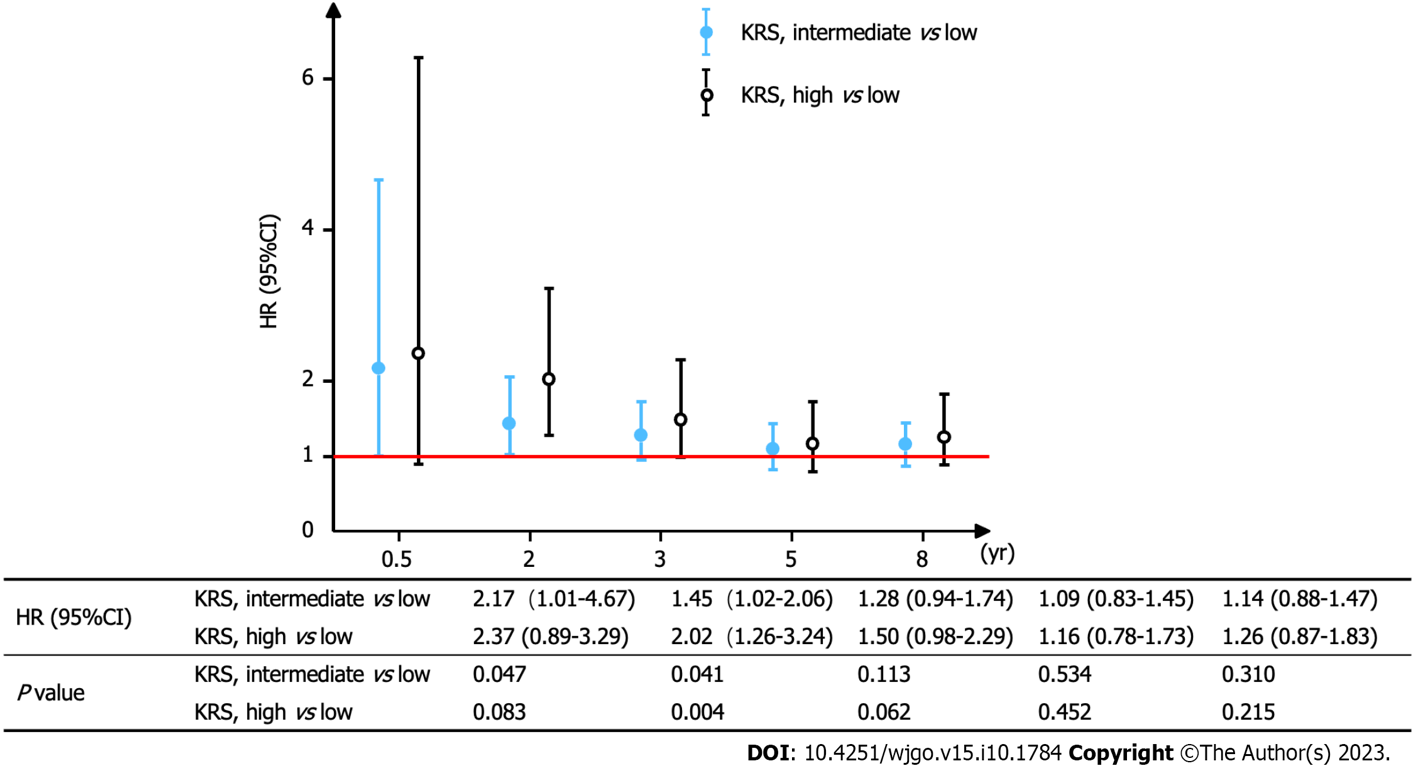 KRS, intermediate vs low
KRS, high vs low
HR (95%CI)
6
4
2
1
0
0.5 2 3 5 8 (yr)
HR (95%CI)
KRS, intermediate vs low 2.17 (1.01-4.67) 1.45 (1.02-2.06) 1.28 (0.94-1.74) 1.09 (0.83-1.45) 1.14 (0.88-1.47)
KRS, high vs low 2.37 (0.89-3.29) 2.02 (1.26-3.24) 1.50 (0.98-2.29) 1.16 (0.78-1.73) 1.26 (0.87-1.83)
P value
KRS, intermediate vs low 0.047 0.041 0.113 0.534 0.310
KRS, high vs low 0.083 0.004 0.062 0.452 0.215
DOI: 10.4251/wjgo.v15.i10.1784 Copyright ©The Author(s) 2023.